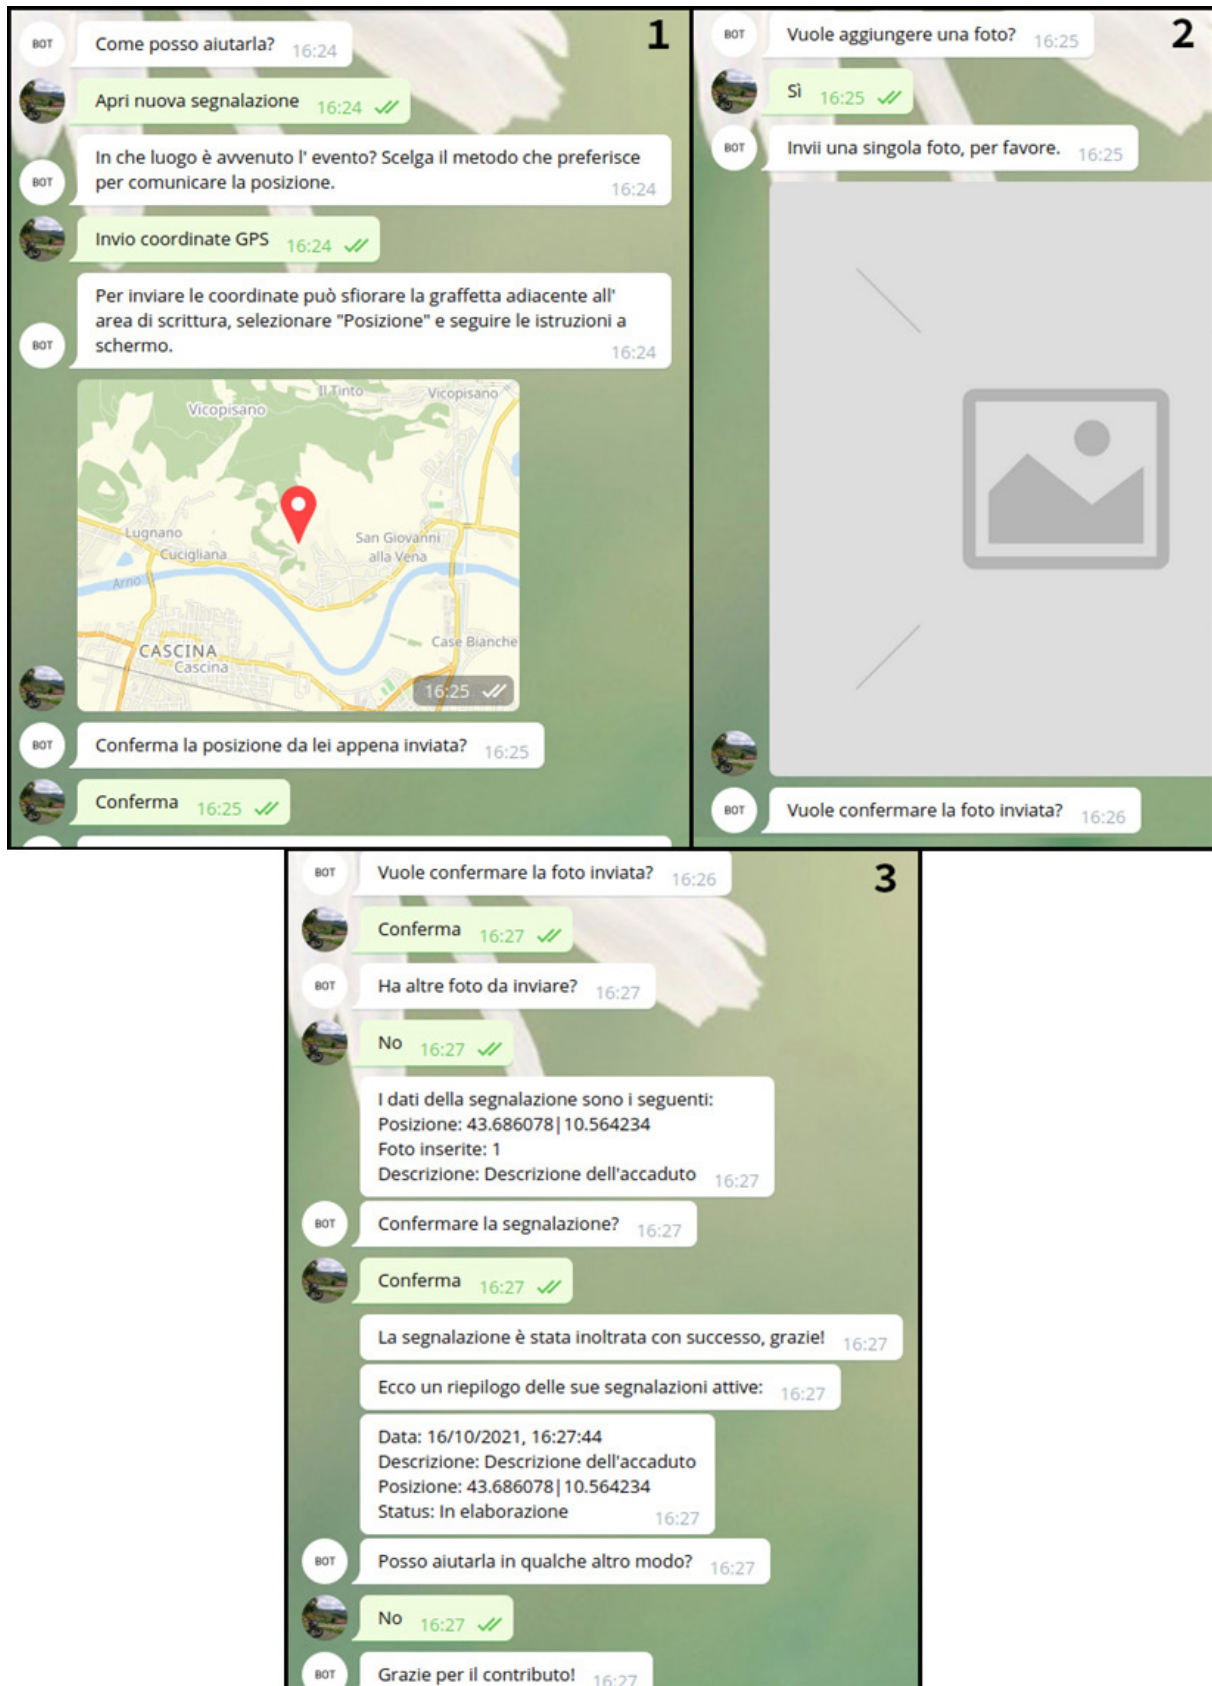 1
BOT
Come posso aiutarla? 16:24
Apri nuova segnalazione 16:24
In che luogo è avvenuto l' evento? Scelga il metodo che preferisce
per comunicare la posizione. 16:24
BOT
Invio coordinate GPS 16:24
Per inviare le coordinate può sfiorare la graffetta adiacente all'
area di scrittura, selezionare "Posizione" e seguire le istruzioni a
schermo. 16:24
BOT
Il Tinto
Vicopisano
Vicopisano
Lugnano
Cucigliana
San Giovanni
alla Vena
Arno
CASCINA
Cascina
Case Bianche
16:25
BOT
Conferma la posizione da lei appena inviata? 16:25
Conferma 16:25
2
BOT
Vuole aggiungere una foto? 16:25
Sì 16:25
BOT
Invii una singola foto, per favore. 16:25
BOT
Vuole confermare la foto inviata? 16:26
3
BOT
Vuole confermare la foto inviata? 16:26
Conferma 16:27
BOT
Ha altre foto da inviare? 16:27
No 16:27
I dati della segnalazione sono i seguenti:
Posizione: 43.686078|10.564234
Foto inserite: 1
Descrizione: Descrizione dell'accaduto 16:27
BOT
Confermare la segnalazione? 16:27
Conferma 16:27
La segnalazione è stata inoltrata con successo, grazie! 16:27
Ecco un riepilogo delle sue segnalazioni attive: 16:27
Data: 16/10/2021, 16:27:44
Descrizione: Descrizione dell'accaduto
Posizione: 43.686078|10.564234
Status: In elaborazione 16:27
BOT
Posso aiutarla in qualche altro modo? 16:27
No 16:27
BOT
Grazie per il contributo! 16:27